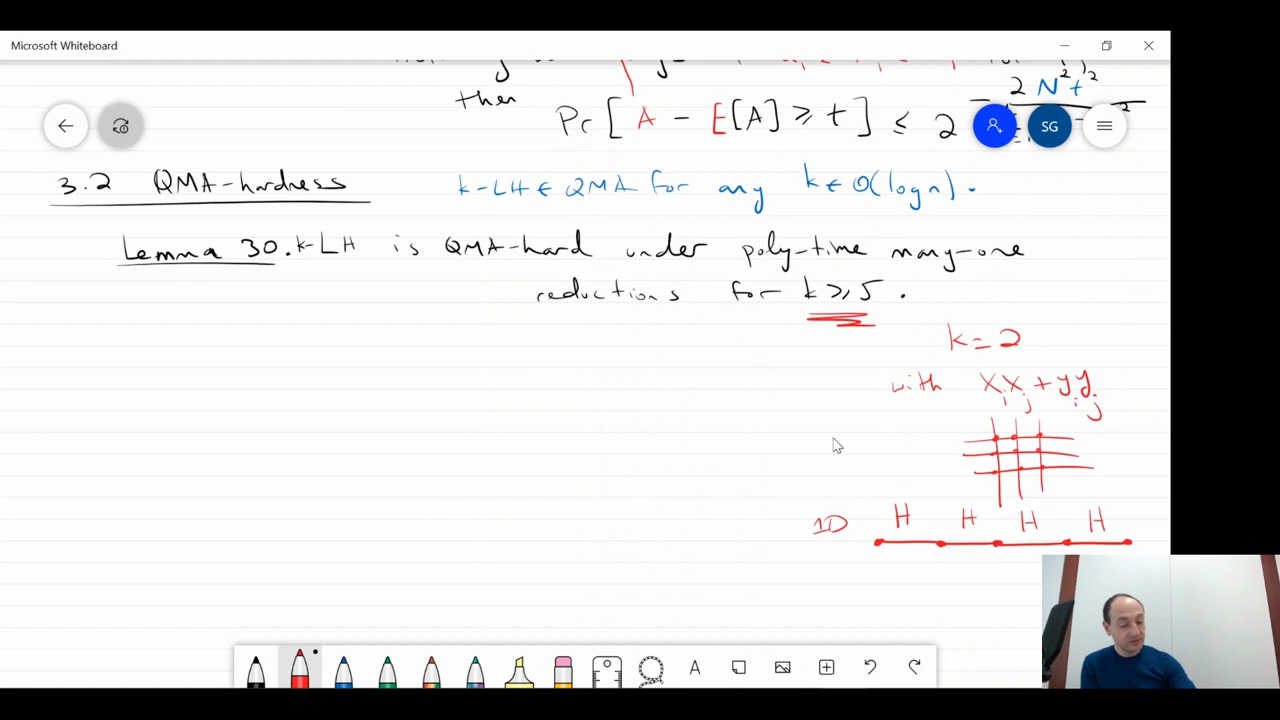 Microsoft Whiteboard
then Pr[A - E[A] ≥ t] ≤ 2
2 N² t²
SG
3.2 QMA-hardness k-LH ∈ QMA for any k ∈ O(log n).
Lemma 30. k-LH is QMA-hard under poly-time many-one
reductions for k ≥ 5.
k = 2
with XᵢXⱼ + YᵢYⱼ
1D H H H H
A